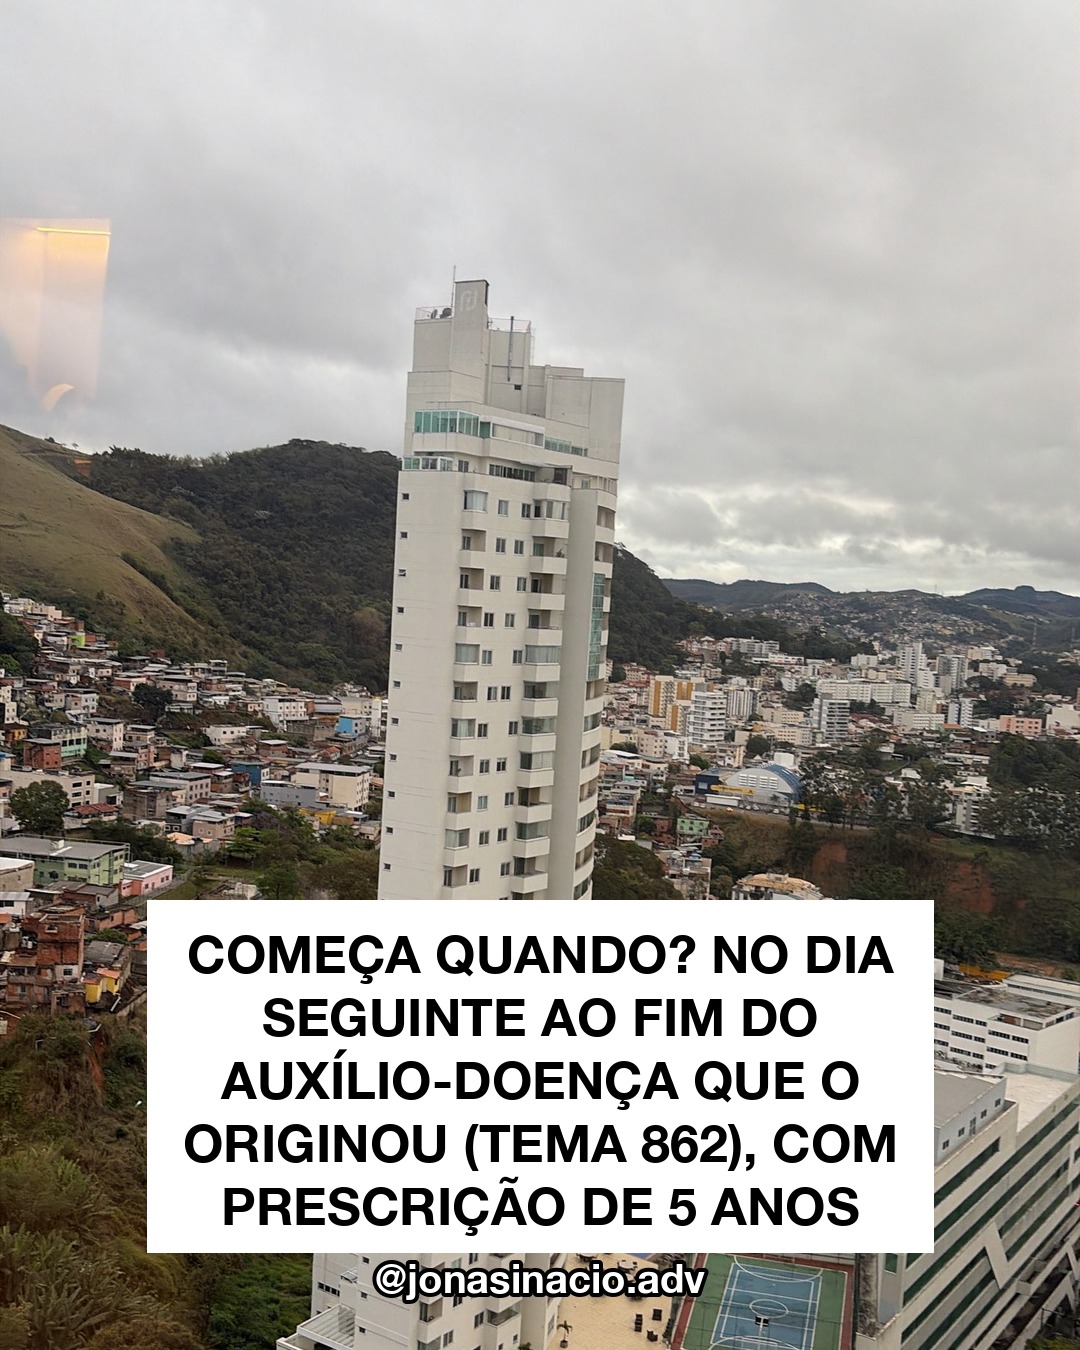 COMEÇA QUANDO? NO DIA
SEGUINTE AO FIM DO
AUXÍLIO-DOENÇA QUE O
ORIGINOU (TEMA 862), COM
PRESCRIÇÃO DE 5 ANOS
@jonasinacio.adv